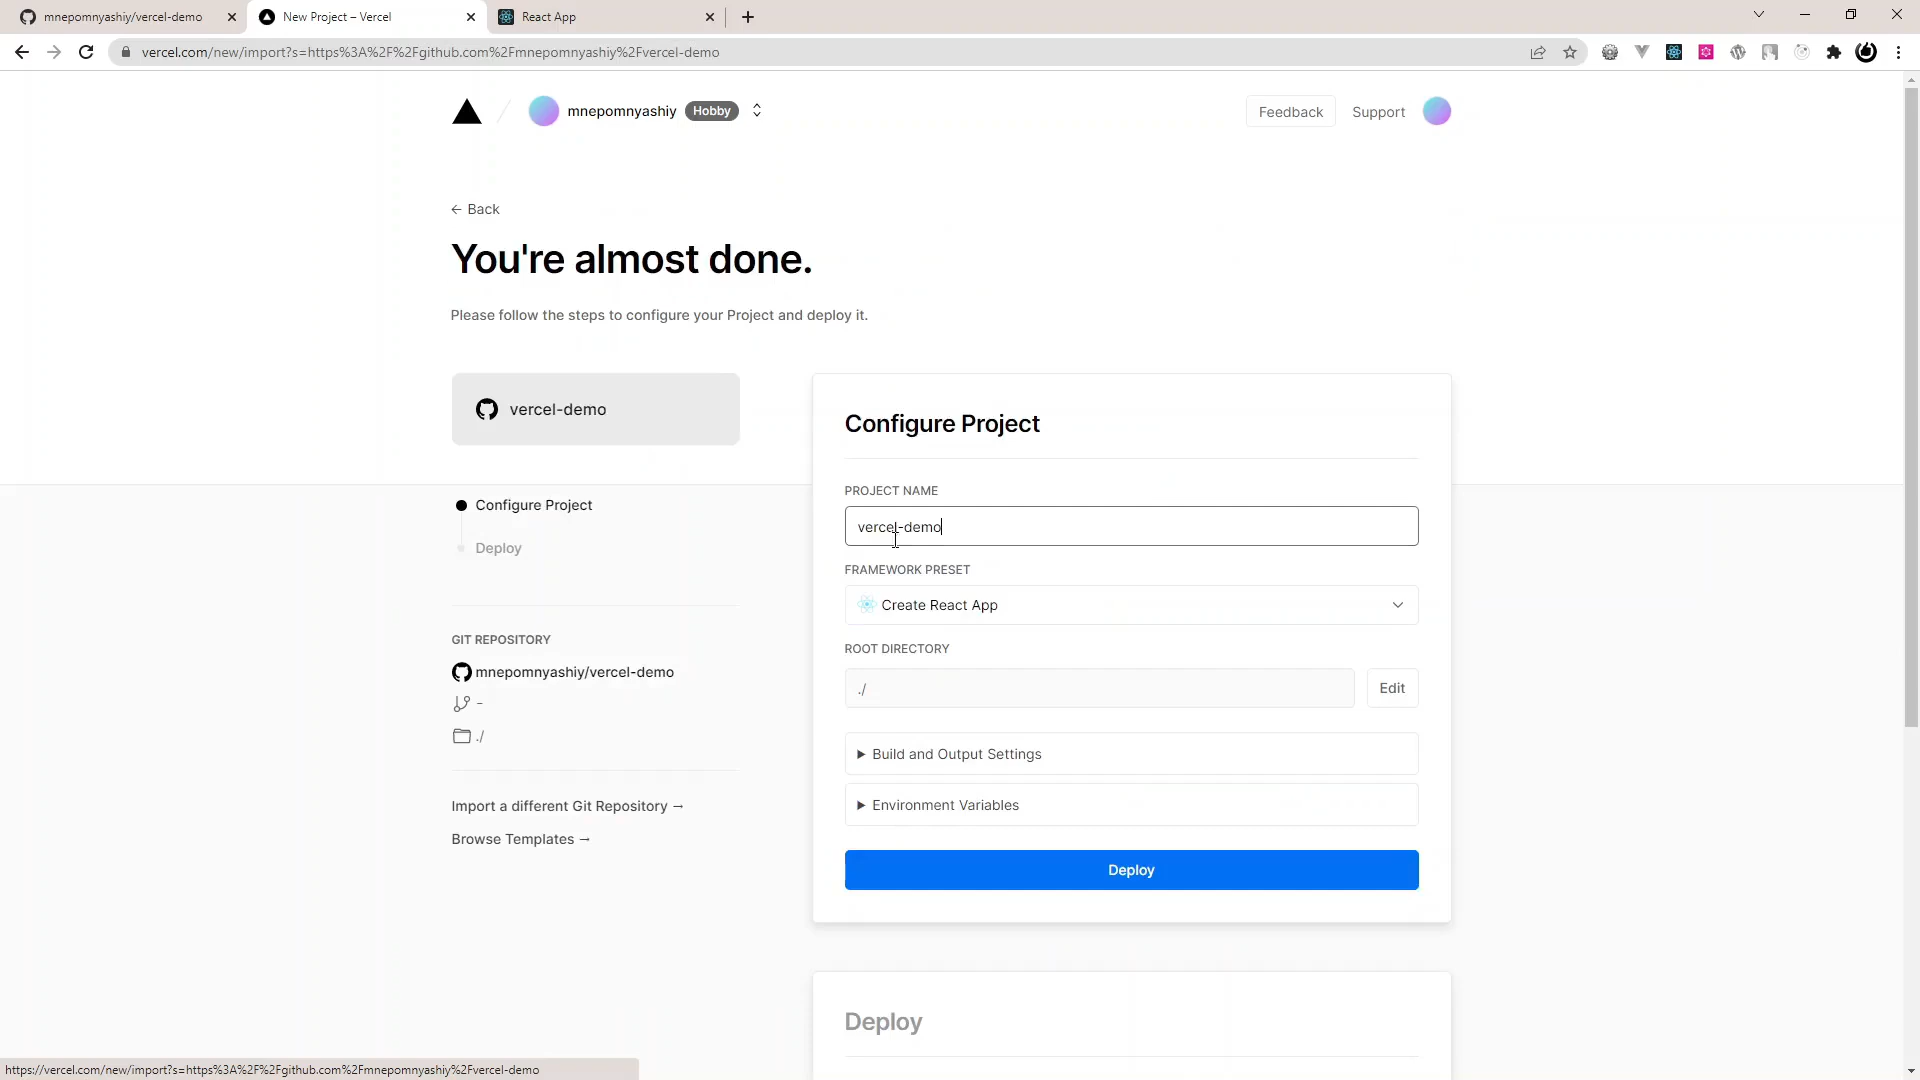 mnepomnyashiy/vercel-demo
New Project – Vercel
React App
vercel.com/new/import?s=https%3A%2F%2Fgithub.com%2Fmnepomnyashiy%2Fvercel-demo
mnepomnyashiy Hobby
Feedback
Support
← Back
You're almost done.
Please follow the steps to configure your Project and deploy it.
vercel-demo
Configure Project
Deploy
GIT REPOSITORY
mnepomnyashiy/vercel-demo
-
./
Import a different Git Repository →
Browse Templates →
Configure Project
PROJECT NAME
vercel-demo
FRAMEWORK PRESET
Create React App
ROOT DIRECTORY
./
Edit
▶ Build and Output Settings
▶ Environment Variables
Deploy
Deploy
https://vercel.com/new/import?s=https%3A%2F%2Fgithub.com%2Fmnepomnyashiy%2Fvercel-demo